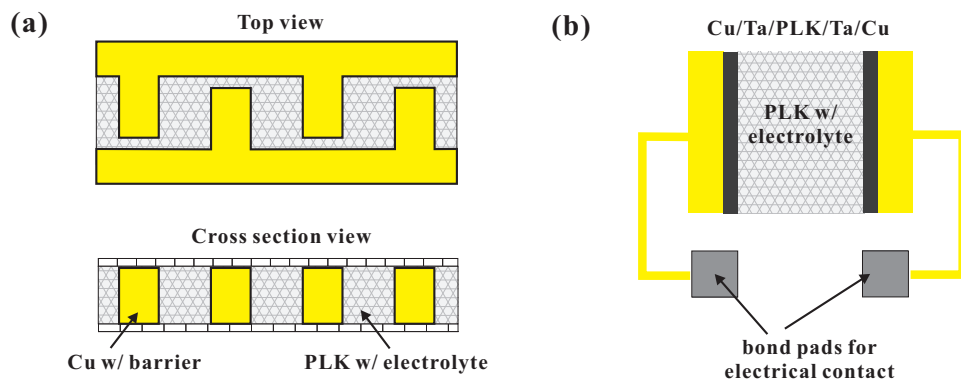 (a)
Top view
Cross section view
Cu w/ barrier
PLK w/ electrolyte
(b)
Cu/Ta/PLK/Ta/Cu
PLK w/
electrolyte
bond pads for
electrical contact